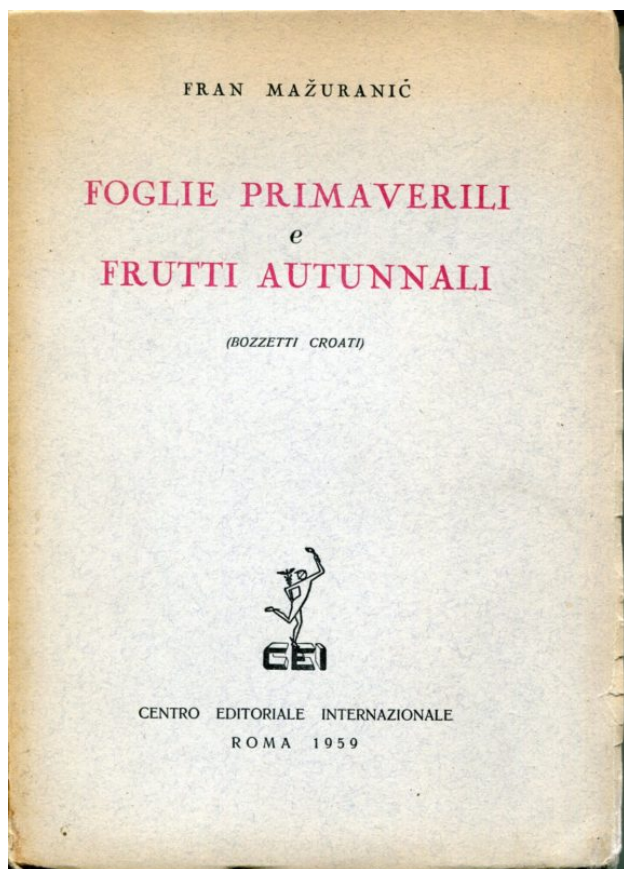 FRAN MAŽURANIĆ
FOGLIE PRIMAVERILI
e
FRUTTI AUTUNNALI
(BOZZETTI CROATI)
CEI
CENTRO EDITORIALE INTERNAZIONALE
ROMA 1959